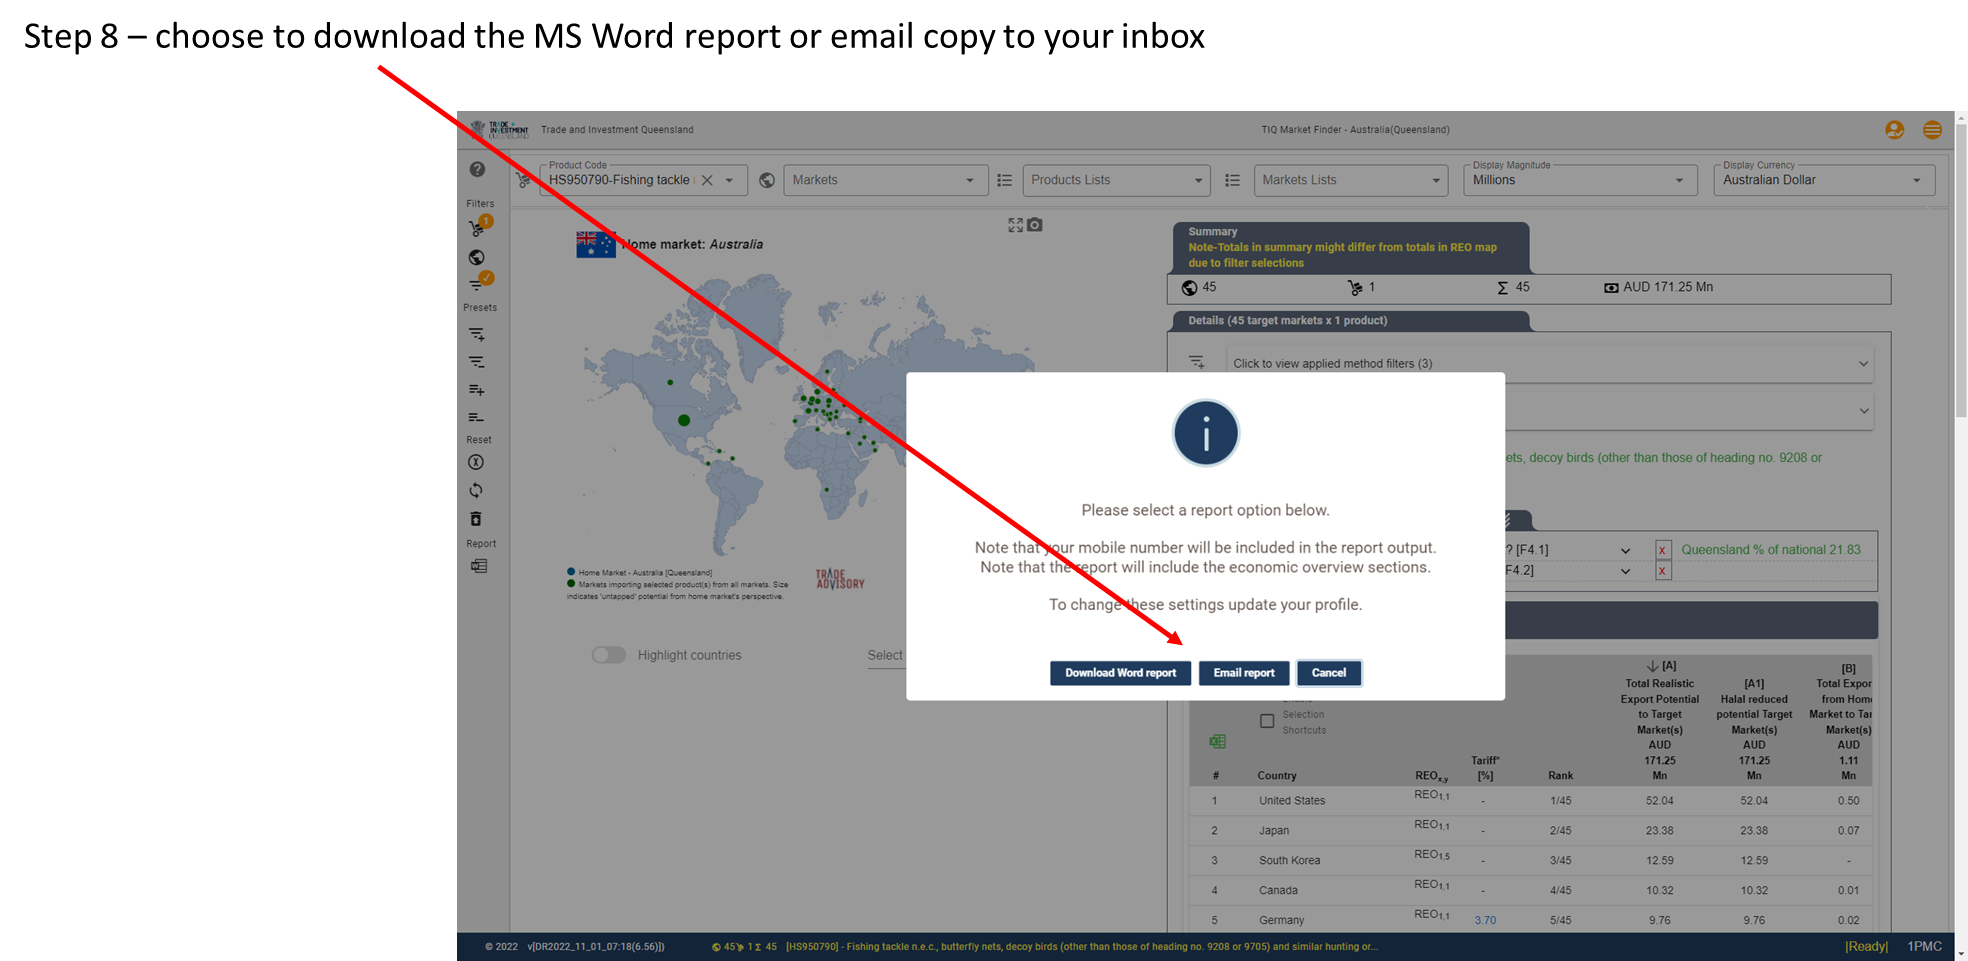 Step 8 – choose to download the MS Word report or email copy to your inbox
TRADE +
INVESTMENT
QUEENSLAND
Trade and Investment Queensland
TIQ Market Finder - Australia(Queensland)
Product Code
HS950790-Fishing tackle
Markets
Products Lists
Markets Lists
Display Magnitude
Millions
Display Currency
Australian Dollar
Filters
1
Presets
Reset
Report
Home market: Australia
Home Market - Australia [Queensland]
Markets importing selected product(s) from all markets. Size
indicates 'untapped' potential from home market's perspective.
TRADE
ADVISORY
Highlight countries
Select
Summary
Note-Totals in summary might differ from totals in REO map
due to filter selections
45
1
Σ 45
AUD 171.25 Mn
Details (45 target markets x 1 product)
Click to view applied method filters (3)
ets, decoy birds (other than those of heading no. 9208 or
? [F4.1]
x
Queensland % of national 21.83
F4.2]
x
i
Please select a report option below.
Note that your mobile number will be included in the report output.
Note that the report will include the economic overview sections.
To change these settings update your profile.
Download Word report
Email report
Cancel
Selection
Shortcuts
# Country REOx,y Tariff* [%] Rank
[A]
Total Realistic
Export Potential
to Target
Market(s)
AUD
171.25
Mn
[A1]
Halal reduced
potential Target
Market(s)
AUD
171.25
Mn
[B]
Total Expor
from Hom
Market to Tar
Market(s)
AUD
1.11
Mn
1 United States REO1,1 - 1/45 52.04 52.04 0.50
2 Japan REO1,1 - 2/45 23.38 23.38 0.07
3 South Korea REO1,5 - 3/45 12.59 12.59 -
4 Canada REO1,1 - 4/45 10.32 10.32 0.01
5 Germany REO1,1 3.70 5/45 9.76 9.76 0.02
© 2022 v[DR2022_11_01_07:18(6.56)])
45 1 Σ 45 [HS950790] - Fishing tackle n.e.c., butterfly nets, decoy birds (other than those of heading no. 9208 or 9705) and similar hunting or...
|Ready| 1PMC